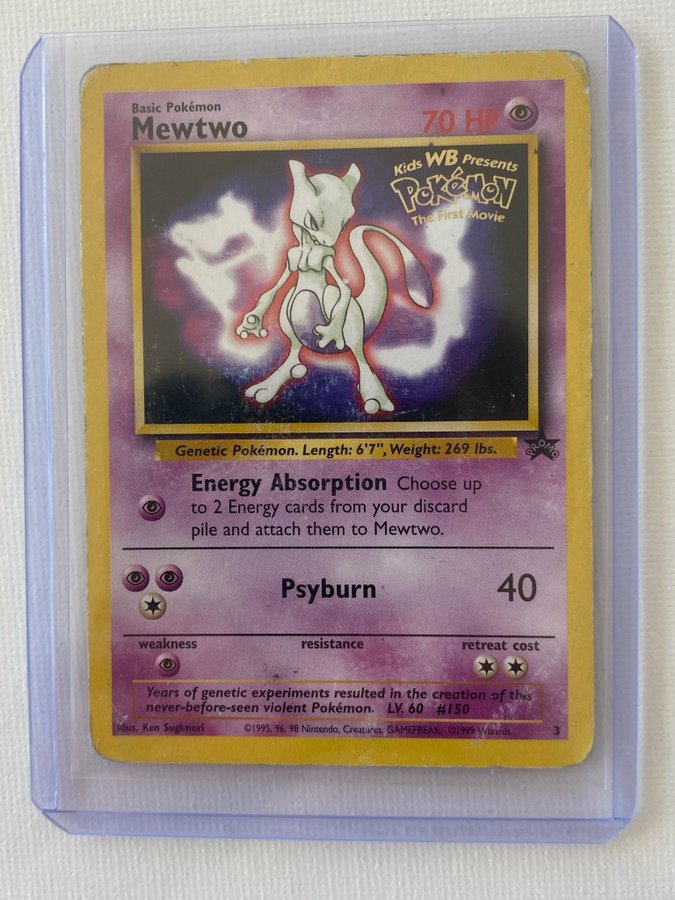 Basic Pokémon
Mewtwo
70 HP
Kids WB Presents
POKéMON
The First Movie
Genetic Pokémon. Length: 6'7", Weight: 269 lbs.
PROMO
Energy Absorption Choose up
to 2 Energy cards from your discard
pile and attach them to Mewtwo.
Psyburn 40
weakness resistance retreat cost
Years of genetic experiments resulted in the creation of this
never-before-seen violent Pokémon. LV. 60 #150
Illus. Ken Sugimori ©1995, 96, 98 Nintendo, Creatures, GAMEFREAK. ©1999 Wizards. 3